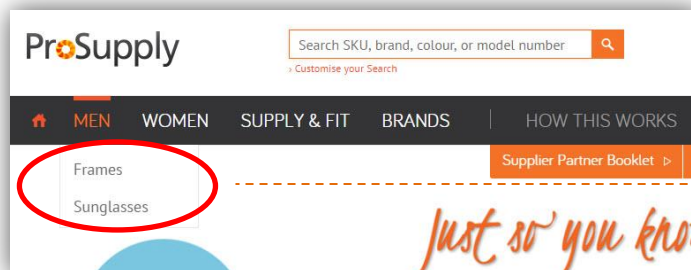 ProSupply
Search SKU, brand, colour, or model number
› Customise your Search
MEN WOMEN SUPPLY & FIT BRANDS | HOW THIS WORKS
Supplier Partner Booklet ▷
Frames
Sunglasses
Just so you kno